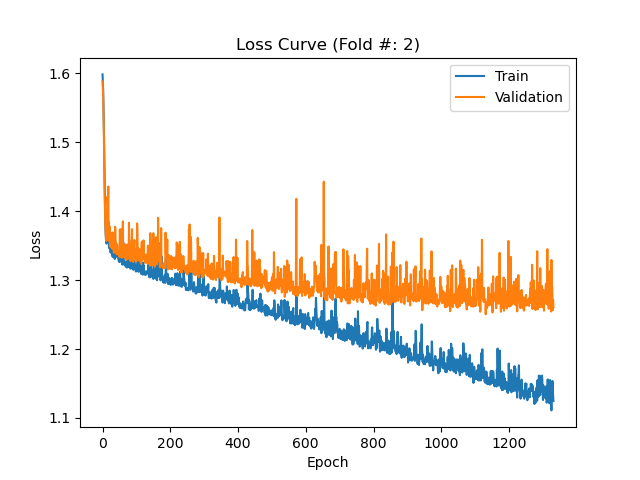 Loss Curve (Fold #: 2)
Train
Validation
1.6
1.5
1.4
1.3
1.2
1.1
Loss
0 200 400 600 800 1000 1200
Epoch